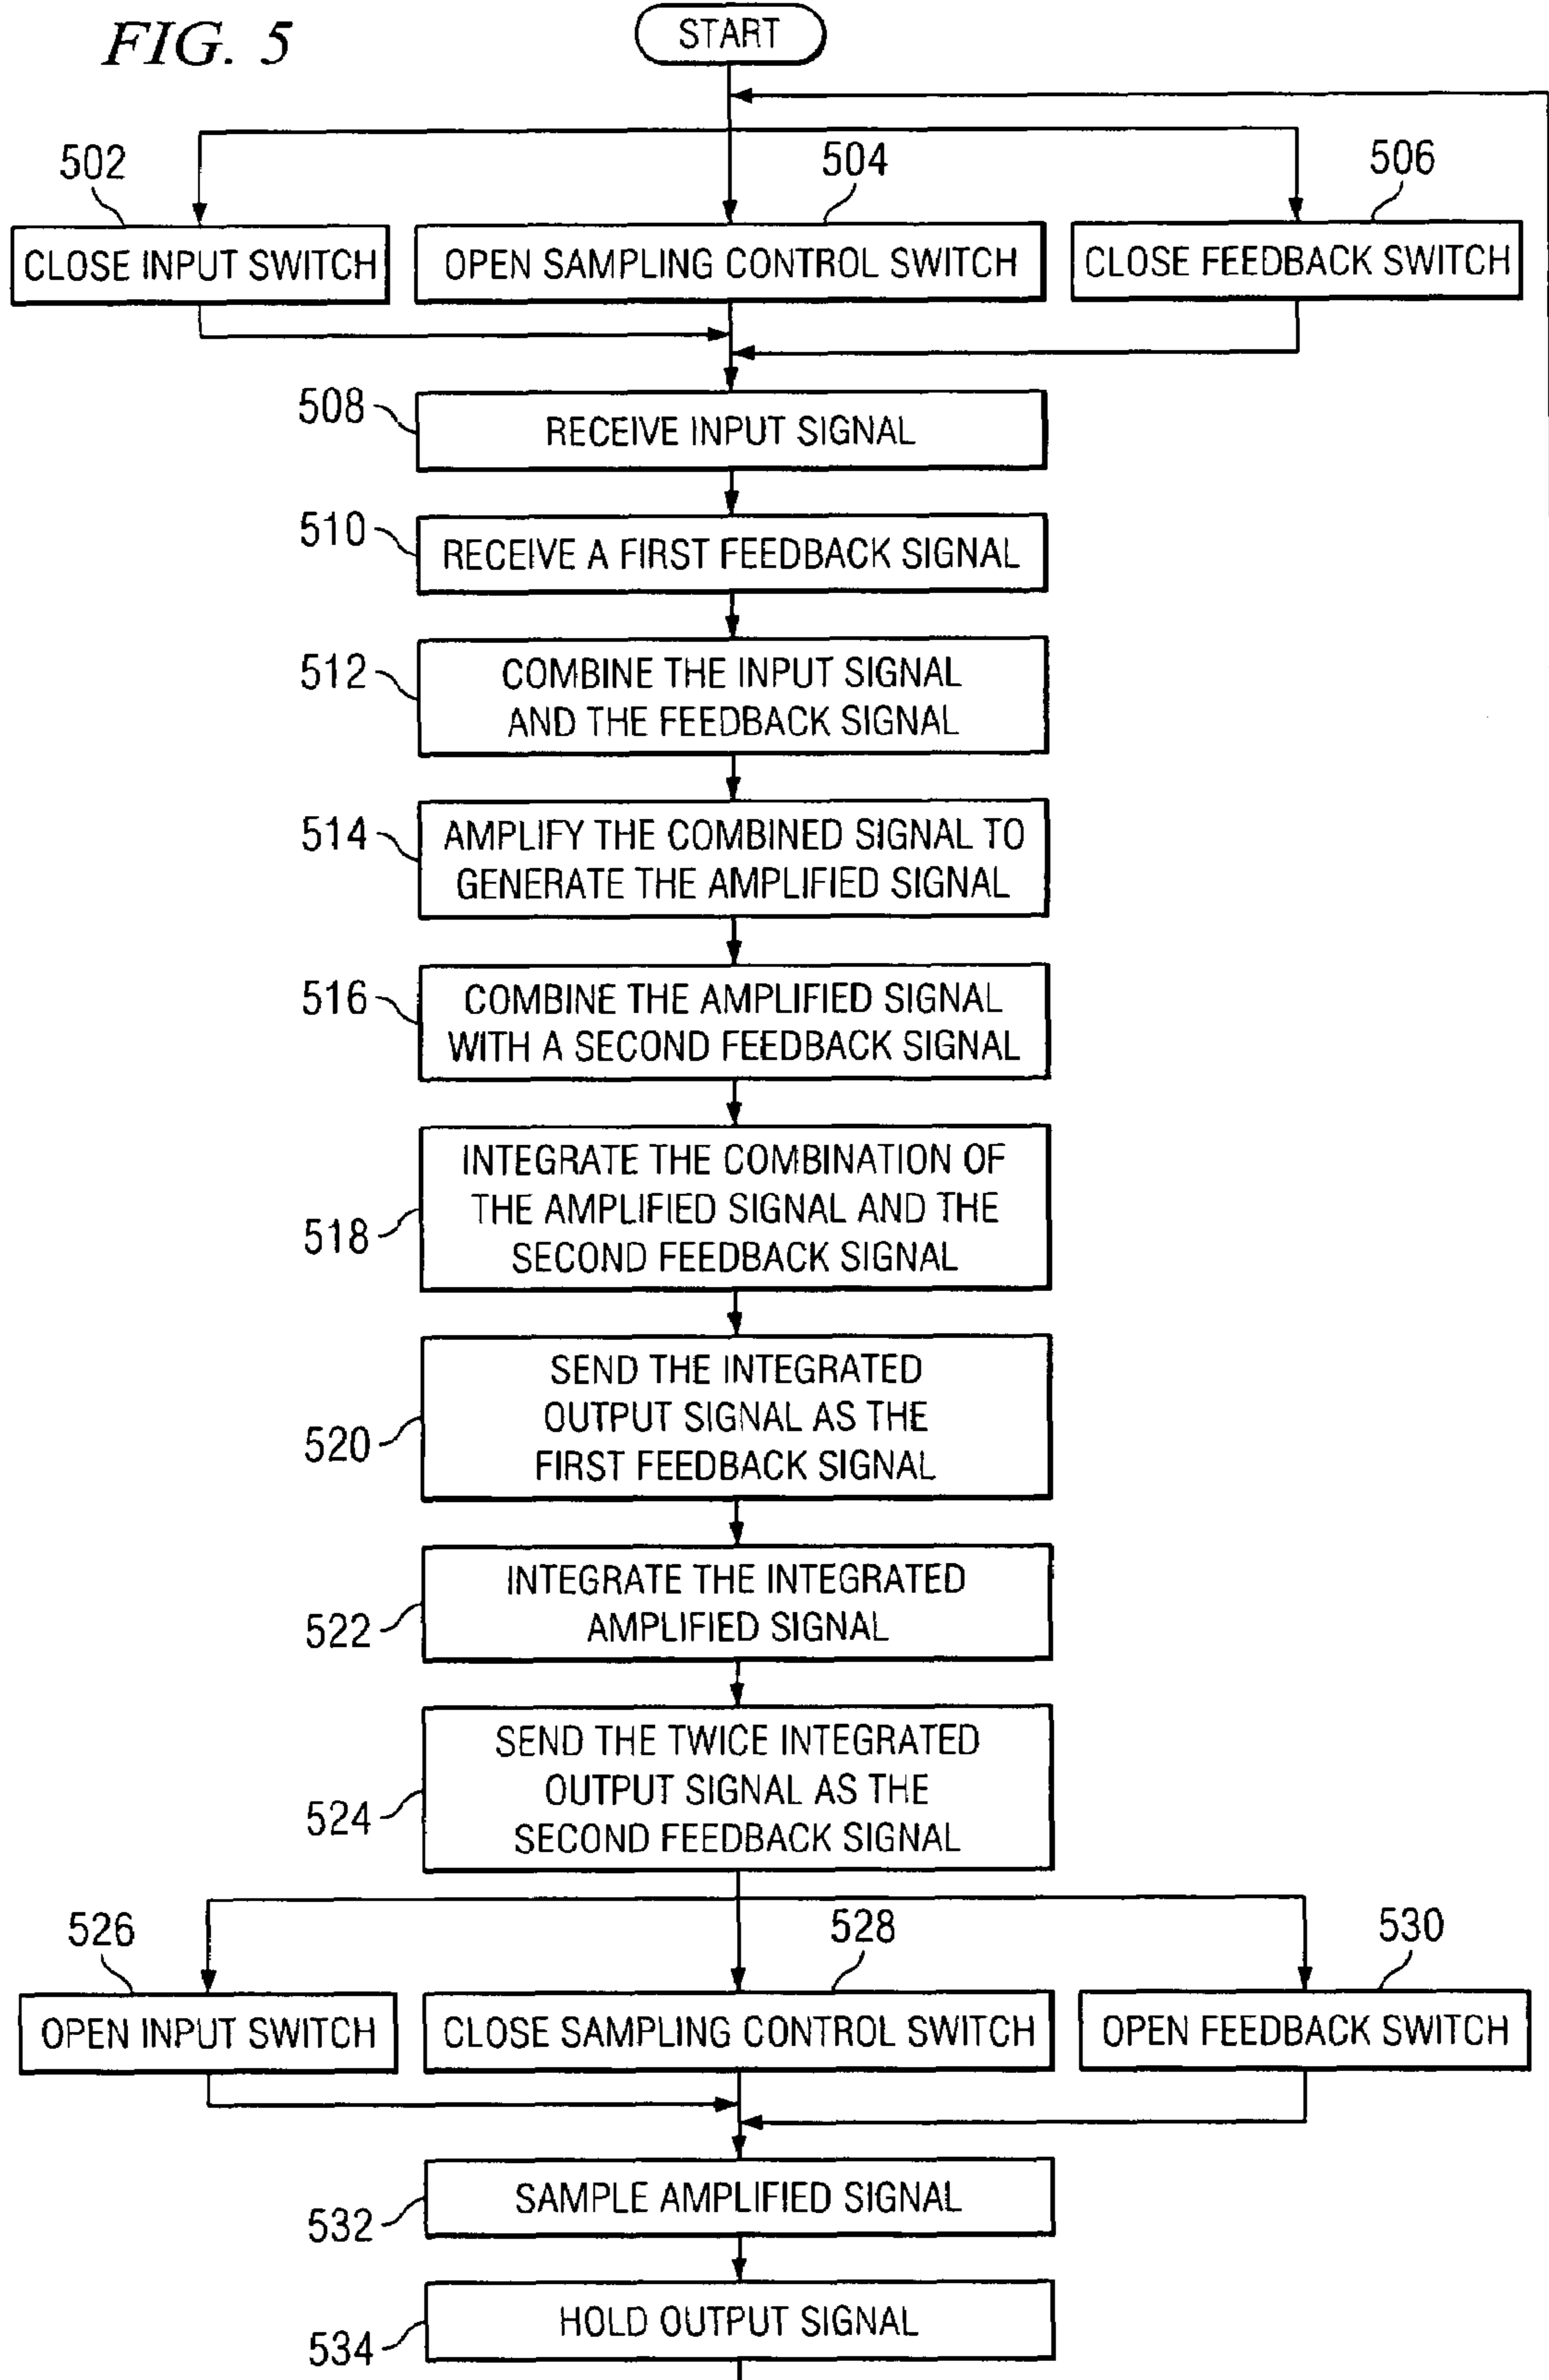 FIG. 5
START
502
504
506
CLOSE INPUT SWITCH
OPEN SAMPLING CONTROL SWITCH
CLOSE FEEDBACK SWITCH
508
RECEIVE INPUT SIGNAL
510
RECEIVE A FIRST FEEDBACK SIGNAL
512
COMBINE THE INPUT SIGNAL
AND THE FEEDBACK SIGNAL
514
AMPLIFY THE COMBINED SIGNAL TO
GENERATE THE AMPLIFIED SIGNAL
516
COMBINE THE AMPLIFIED SIGNAL
WITH A SECOND FEEDBACK SIGNAL
518
INTEGRATE THE COMBINATION OF
THE AMPLIFIED SIGNAL AND THE
SECOND FEEDBACK SIGNAL
520
SEND THE INTEGRATED
OUTPUT SIGNAL AS THE
FIRST FEEDBACK SIGNAL
522
INTEGRATE THE INTEGRATED
AMPLIFIED SIGNAL
524
SEND THE TWICE INTEGRATED
OUTPUT SIGNAL AS THE
SECOND FEEDBACK SIGNAL
526
528
530
OPEN INPUT SWITCH
CLOSE SAMPLING CONTROL SWITCH
OPEN FEEDBACK SWITCH
532
SAMPLE AMPLIFIED SIGNAL
534
HOLD OUTPUT SIGNAL